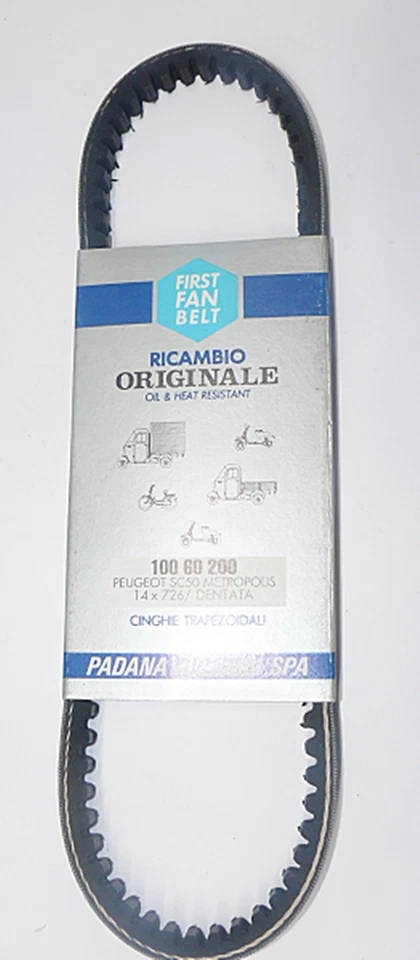 FIRST
FAN
BELT
RICAMBIO
ORIGINALE
OIL & HEAT RESISTANT
100 60 200
PEUGEOT SC50 METROPOLIS
14 x 726/ DENTATA
CINGHIE TRAPEZOIDALI
PADANA SPA